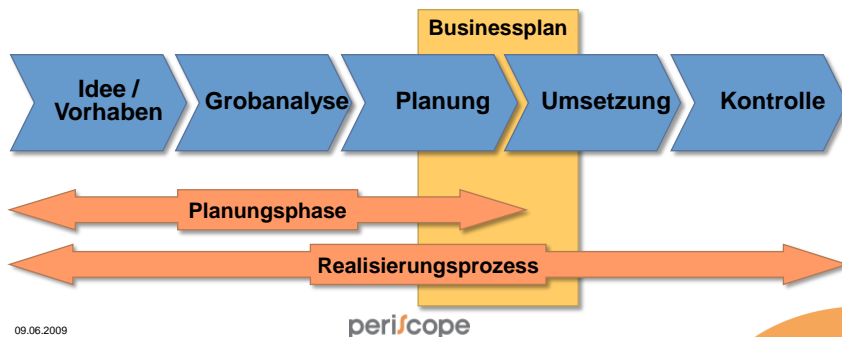 Businessplan
Idee /
Vorhaben
Grobanalyse
Planung
Umsetzung
Kontrolle
Planungsphase
Realisierungsprozess
09.06.2009
periscope